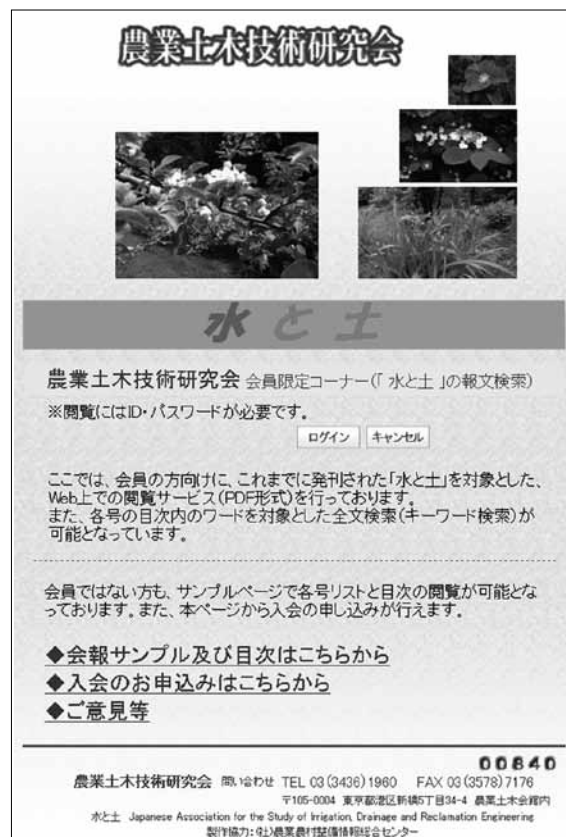 農業土木技術研究会
水と土
農業土木技術研究会 会員限定コーナー(「水と土」の報文検索)
※閲覧にはID・パスワードが必要です。
ログイン キャンセル
ここでは、会員の方向けに、これまでに発刊された「水と土」を対象とした、
Web上での閲覧サービス(PDF形式)を行っております。
また、各号の目次内のワードを対象とした全文検索(キーワード検索)が
可能となっています。
会員ではない方も、サンプルページで各号リストと目次の閲覧が可能とな
っております。また、本ページから入会の申し込みが行えます。
◆会報サンプル及び目次はこちらから
◆入会のお申込みはこちらから
◆ご意見等
00840
農業土木技術研究会 問い合わせ TEL 03(3436)1960 FAX 03(3578)7176
〒105-0004 東京都港区新橋5丁目34-4 農業土木会館内
水と土 Japanese Association for the Study of Irrigation, Drainage and Reclamation Engineering
製作協力:(社)農業農村整備情報総合センター